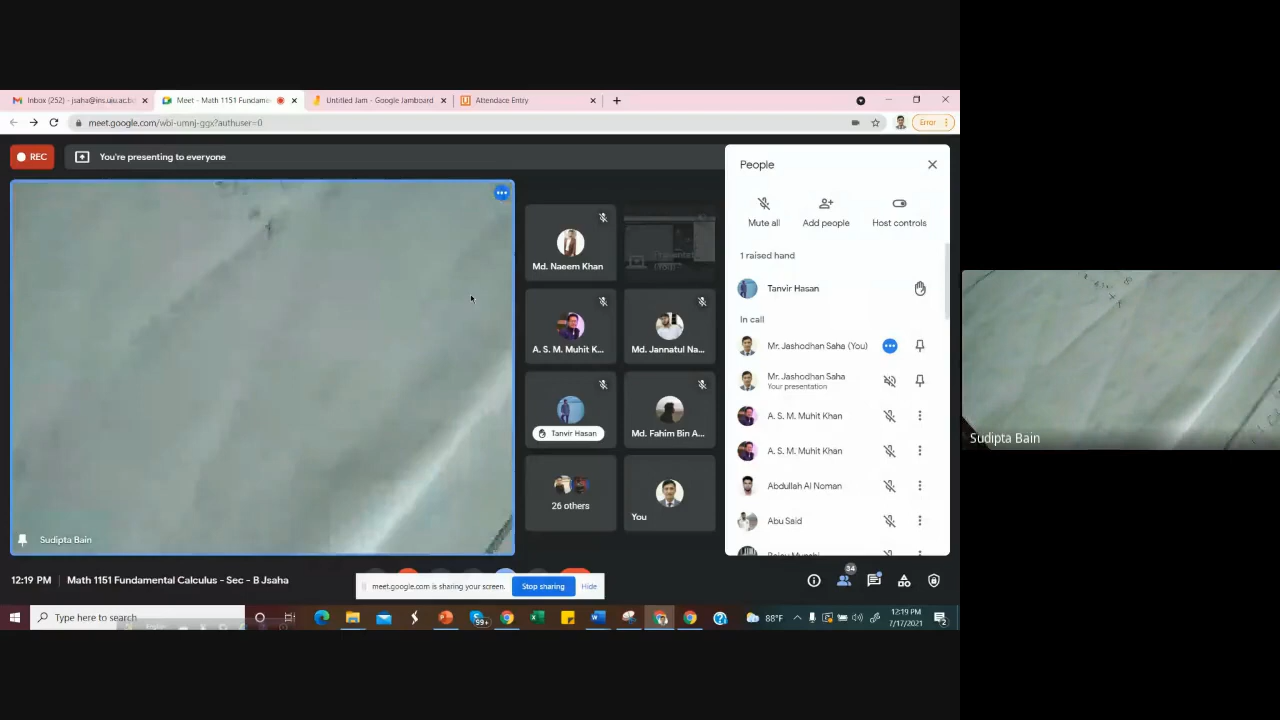 Inbox (252) - jsaha@ins.uiu.ac.bd
Meet - Math 1151 Fundame
Untitled Jam - Google Jamboard
Attendace Entry
meet.google.com/wbi-umnj-ggx?authuser=0
Error
REC
You're presenting to everyone
Sudipta Bain
Md. Naeem Khan
A. S. M. Muhit K...
Md. Jannatul Na...
Tanvir Hasan
Md. Fahim Bin A...
26 others
You
People
Mute all
Add people
Host controls
1 raised hand
Tanvir Hasan
In call
Mr. Jashodhan Saha (You)
Mr. Jashodhan Saha
Your presentation
A. S. M. Muhit Khan
A. S. M. Muhit Khan
Abdullah Al Noman
Abu Said
Sudipta Bain
12:19 PM
Math 1151 Fundamental Calculus - Sec - B Jsaha
meet.google.com is sharing your screen.
Stop sharing
Hide
34
Type here to search
99+
88°F
12:19 PM
7/17/2021
2